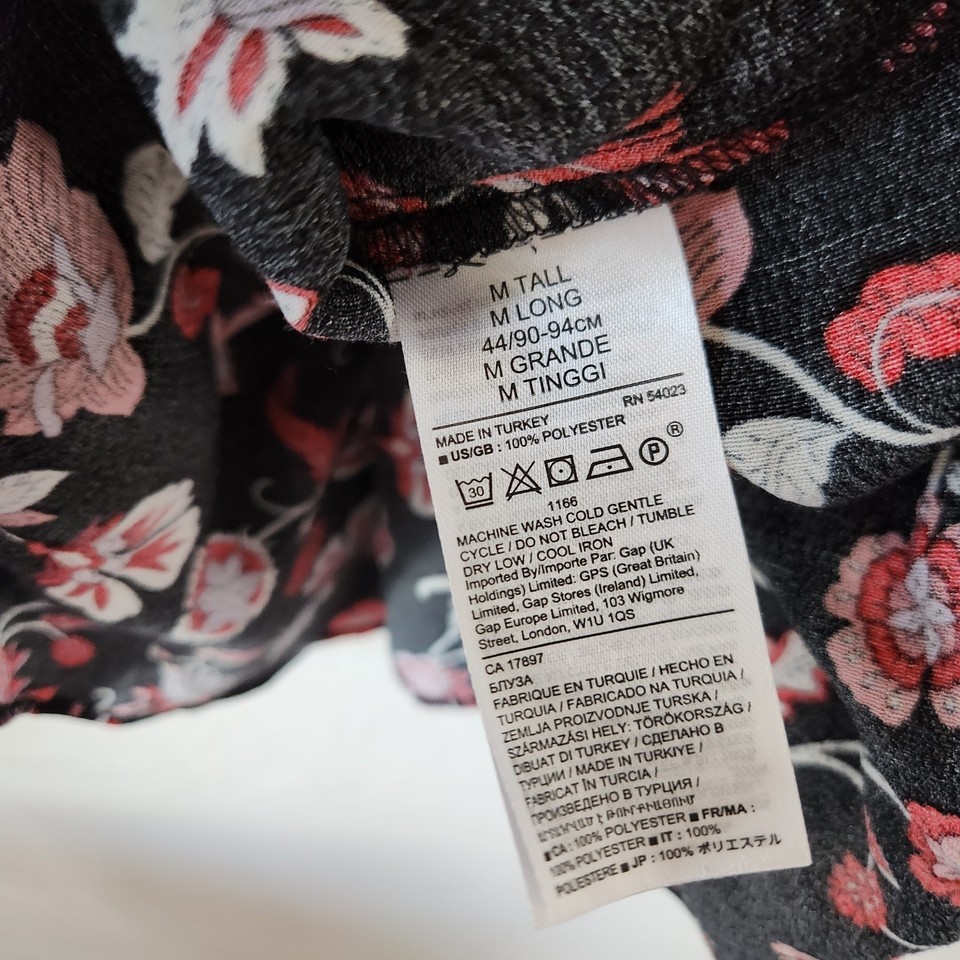 M TALL
M LONG
44/90-94CM
M GRANDE
M TINGGI
RN 54023
MADE IN TURKEY
■ US/GB : 100% POLYESTER
30
P
®
1166
MACHINE WASH COLD GENTLE
CYCLE / DO NOT BLEACH / TUMBLE
DRY LOW / COOL IRON
Imported By/Importe Par: Gap (UK
Holdings) Limited: GPS (Great Britain)
Limited, Gap Stores (Ireland) Limited,
Gap Europe Limited, 103 Wigmore
Street, London, W1U 1QS
CA 17897
БЛУЗА
FABRIQUE EN TURQUIE / HECHO EN
TURQUIA / FABRICADO NA TURQUIA /
ZEMLJA PROIZVODNJE TURSKA /
SZÁRMAZÁSI HELY: TÖRÖKORSZÁG /
DIBUAT DI TURKEY / СДЕЛАНО В
ТУРЦИИ / MADE IN TURKIYE /
FABRICAT ÎN TURCIA /
ПРОИЗВЕДЕНО В ТУРЦИЯ /
■ CA : 100% POLYESTER ■ FR/MA :
100% POLYESTER ■ IT : 100%
POLIESTERE ■ JP : 100% ポリエステル